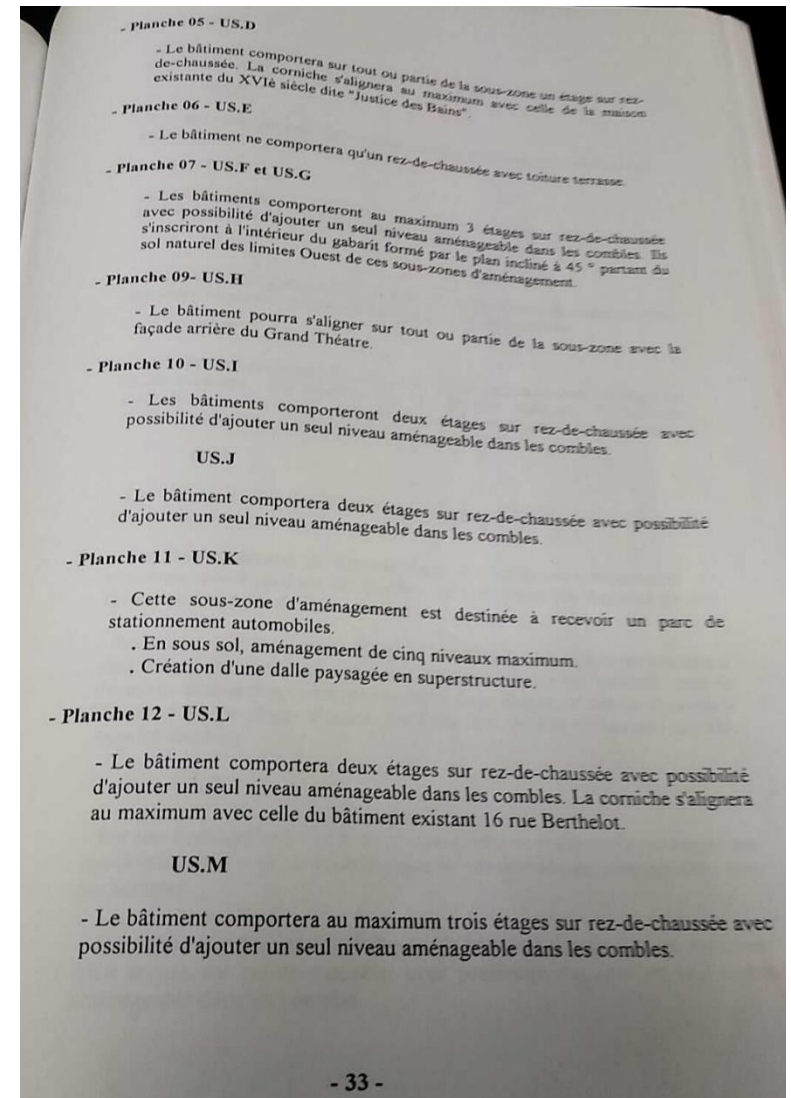 - Planche 05 - US.D
- Le bâtiment comportera sur tout ou partie de la sous-zone un étage sur rez-
de-chaussée. La corniche s'alignera au maximum avec celle de la maison
existante du XVIè siècle dite "Justice des Bains".
- Planche 06 - US.E
- Le bâtiment ne comportera qu'un rez-de-chaussée avec toiture terrasse.
- Planche 07 - US.F et US.G
- Les bâtiments comporteront au maximum 3 étages sur rez-de-chaussée
avec possibilité d'ajouter un seul niveau aménageable dans les combles. Ils
s'inscriront à l'intérieur du gabarit formé par le plan incliné à 45 ° partant du
sol naturel des limites Ouest de ces sous-zones d'aménagement.
- Planche 09- US.H
- Le bâtiment pourra s'aligner sur tout ou partie de la sous-zone avec la
façade arrière du Grand Théatre.
- Planche 10 - US.I
- Les bâtiments comporteront deux étages sur rez-de-chaussée avec
possibilité d'ajouter un seul niveau aménageable dans les combles.
US.J
- Le bâtiment comportera deux étages sur rez-de-chaussée avec possibilité
d'ajouter un seul niveau aménageable dans les combles.
- Planche 11 - US.K
- Cette sous-zone d'aménagement est destinée à recevoir un parc de
stationnement automobiles.
. En sous sol, aménagement de cinq niveaux maximum.
. Création d'une dalle paysagée en superstructure.
- Planche 12 - US.L
- Le bâtiment comportera deux étages sur rez-de-chaussée avec possibilité
d'ajouter un seul niveau aménageable dans les combles. La corniche s'alignera
au maximum avec celle du bâtiment existant 16 rue Berthelot.
US.M
- Le bâtiment comportera au maximum trois étages sur rez-de-chaussée avec
possibilité d'ajouter un seul niveau aménageable dans les combles.
- 33 -